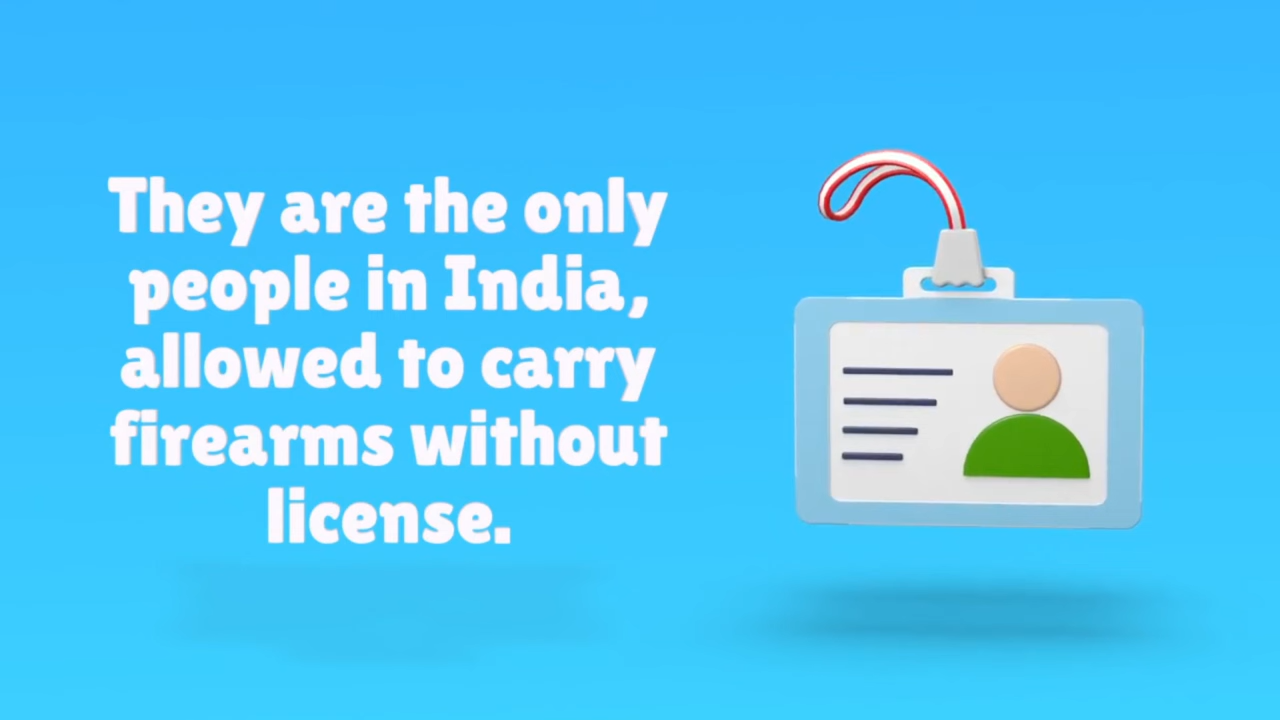 They are the only
people in India,
allowed to carry
firearms without
license.